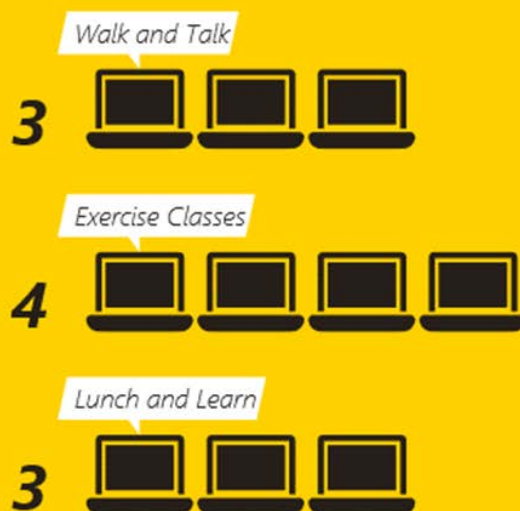 Walk and Talk
3
Exercise Classes
4
Lunch and Learn
3